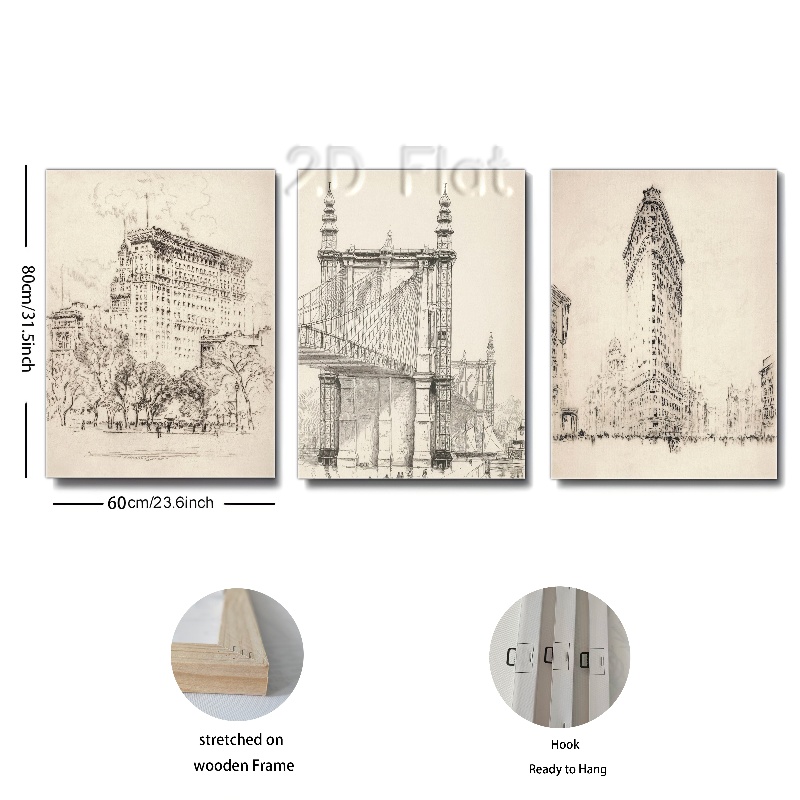 2D Flat
80cm/31.5inch
60cm/23.6inch
stretched on
wooden Frame
Hook
Ready to Hang